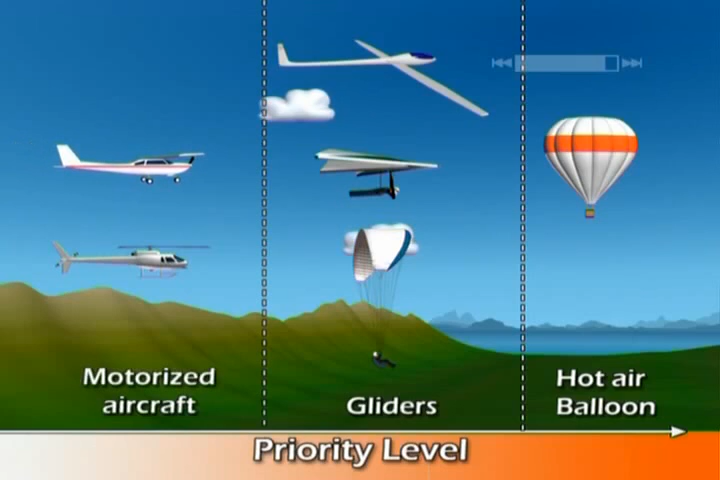 Motorized
aircraft
Gliders
Hot air
Balloon
Priority Level